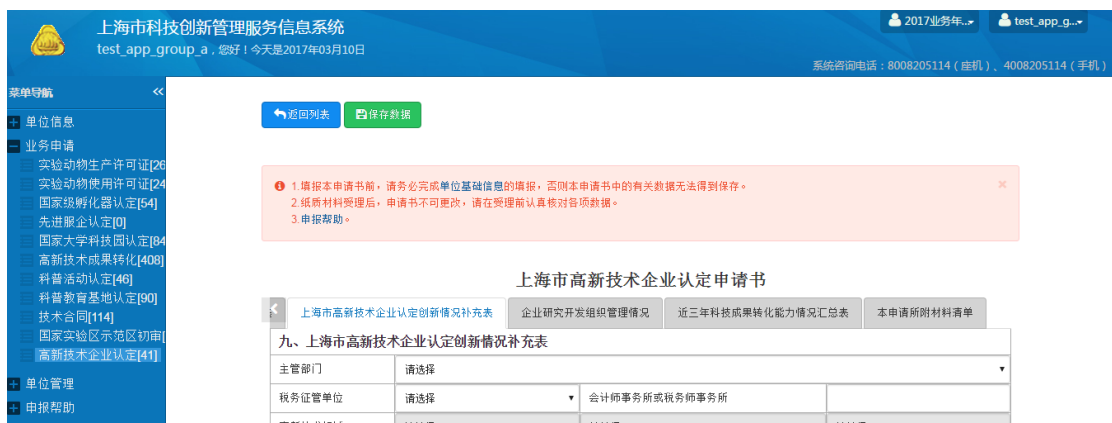 上海市科技创新管理服务信息系统
test_app_group_a，您好！今天是2017年03月10日
2017业务年..
test_app_g...
系统咨询电话：8008205114（座机）、4008205114（手机）
菜单导航
单位信息
业务申请
实验动物生产许可证[26
实验动物使用许可证[24
国家级孵化器认定[54]
先进服企认定[0]
国家大学科技园认定[84
高新技术成果转化[408]
科普活动认定[46]
科普教育基地认定[90]
技术合同[114]
国家实验区示范区初审[
高新技术企业认定[41]
单位管理
申报帮助
返回列表 保存数据
1.填报本申请书前，请务必完成单位基础信息的填报，否则本申请书中的有关数据无法得到保存。
2.纸质材料受理后，申请书不可更改，请在受理前认真核对各项数据。
3.申报帮助。
上海市高新技术企业认定申请书
上海市高新技术企业认定创新情况补充表 企业研究开发组织管理情况 近三年科技成果转化能力情况汇总表 本申请所附材料清单
九、上海市高新技术企业认定创新情况补充表
主管部门 请选择
税务征管单位 请选择 会计师事务所或税务师事务所